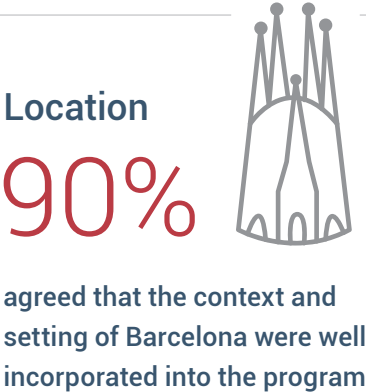 Location
90%
agreed that the context and
setting of Barcelona were well
incorporated into the program